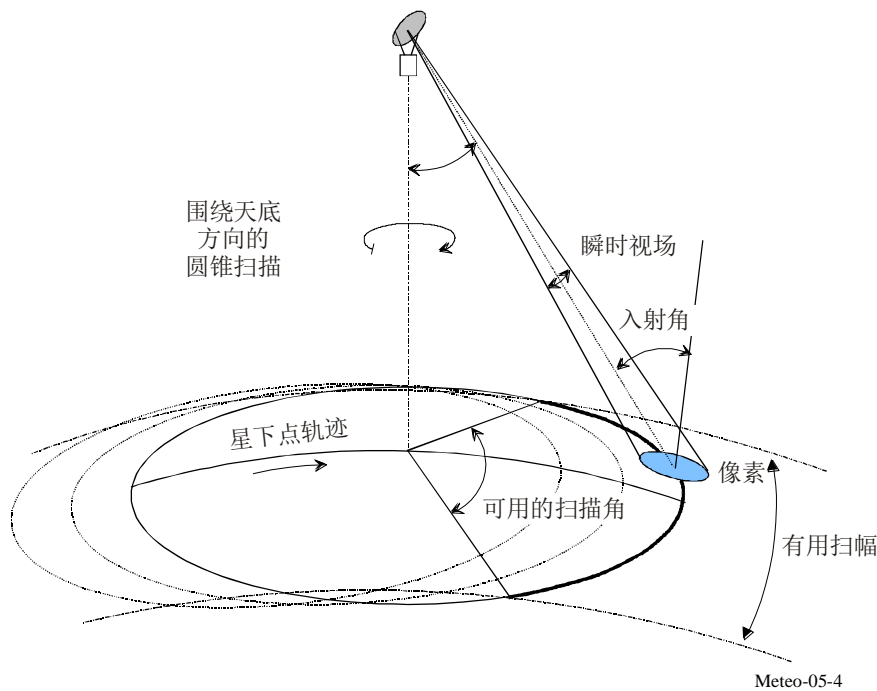 围绕天底
方向的
圆锥扫描
瞬时视场
入射角
星下点轨迹
像素
可用的扫描角
有用扫幅
Meteo-05-4